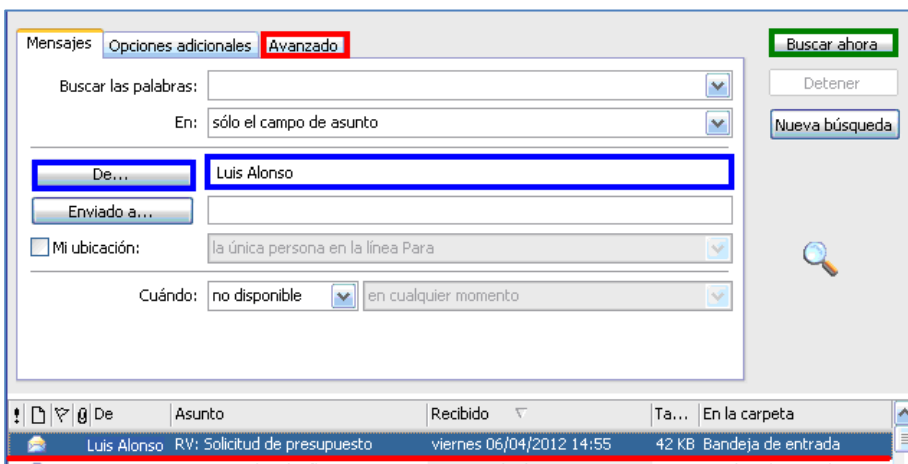 Mensajes Opciones adicionales Avanzado Buscar ahora
Buscar las palabras: Detener
En: sólo el campo de asunto Nueva búsqueda
De... Luis Alonso
Enviado a...
Mi ubicación: la única persona en la línea Para
Cuándo: no disponible en cualquier momento
De Asunto Recibido Ta... En la carpeta
Luis Alonso RV: Solicitud de presupuesto viernes 06/04/2012 14:55 42 KB Bandeja de entrada